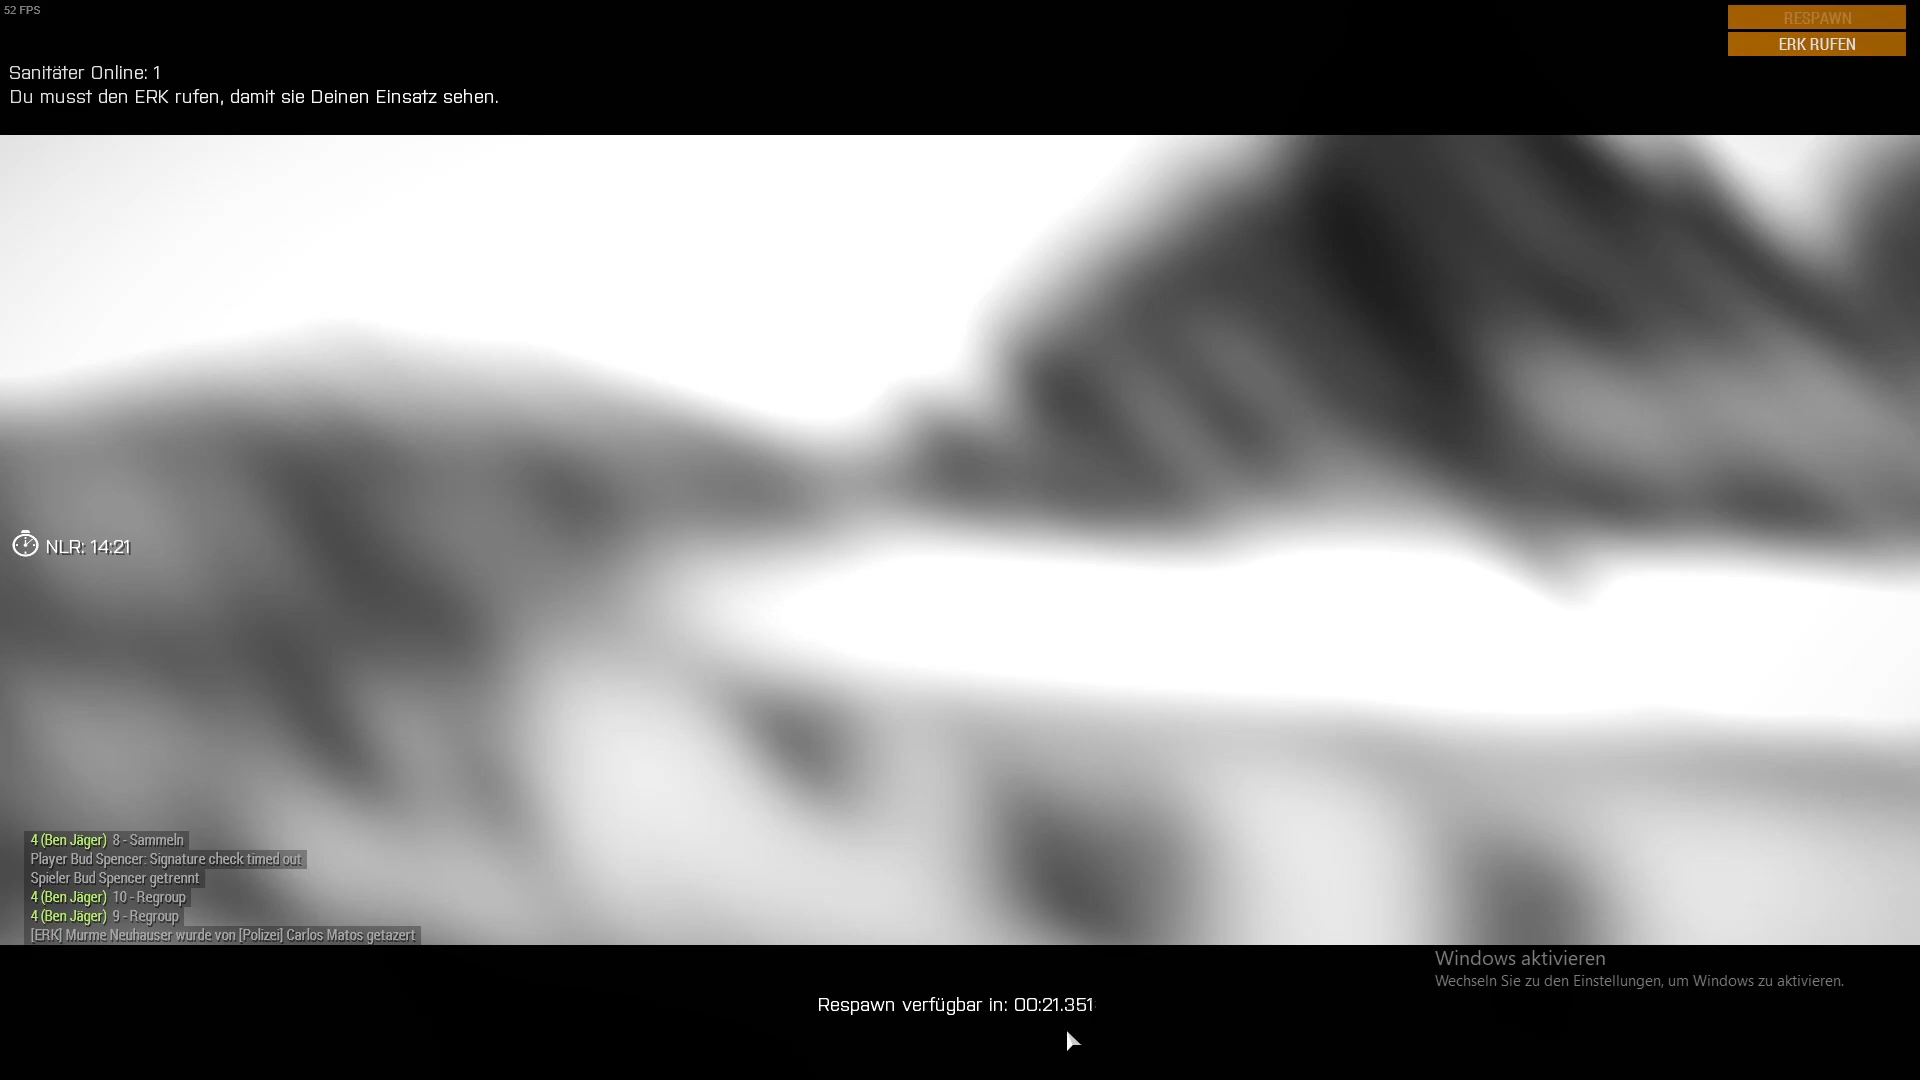 52 FPS
RESPAWN
ERK RUFEN
Sanitäter Online: 1
Du musst den ERK rufen, damit sie Deinen Einsatz sehen.
NLR: 14:21
4 (Ben Jäger) 8 - Sammeln
Player Bud Spencer: Signature check timed out
Spieler Bud Spencer getrennt
4 (Ben Jäger) 10 - Regroup
4 (Ben Jäger) 9 - Regroup
[ERK] Murme Neuhauser wurde von [Polizei] Carlos Matos getazert
Windows aktivieren
Wechseln Sie zu den Einstellungen, um Windows zu aktivieren.
Respawn verfügbar in: 00:21.351